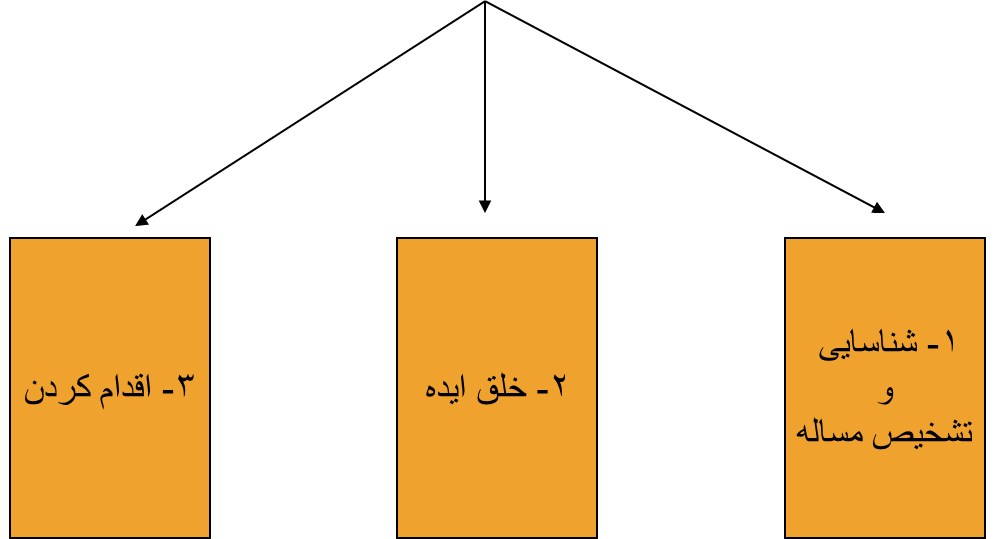 ۱- شناسایی
و
تشخیص مساله
۲- خلق ایده
۳- اقدام کردن